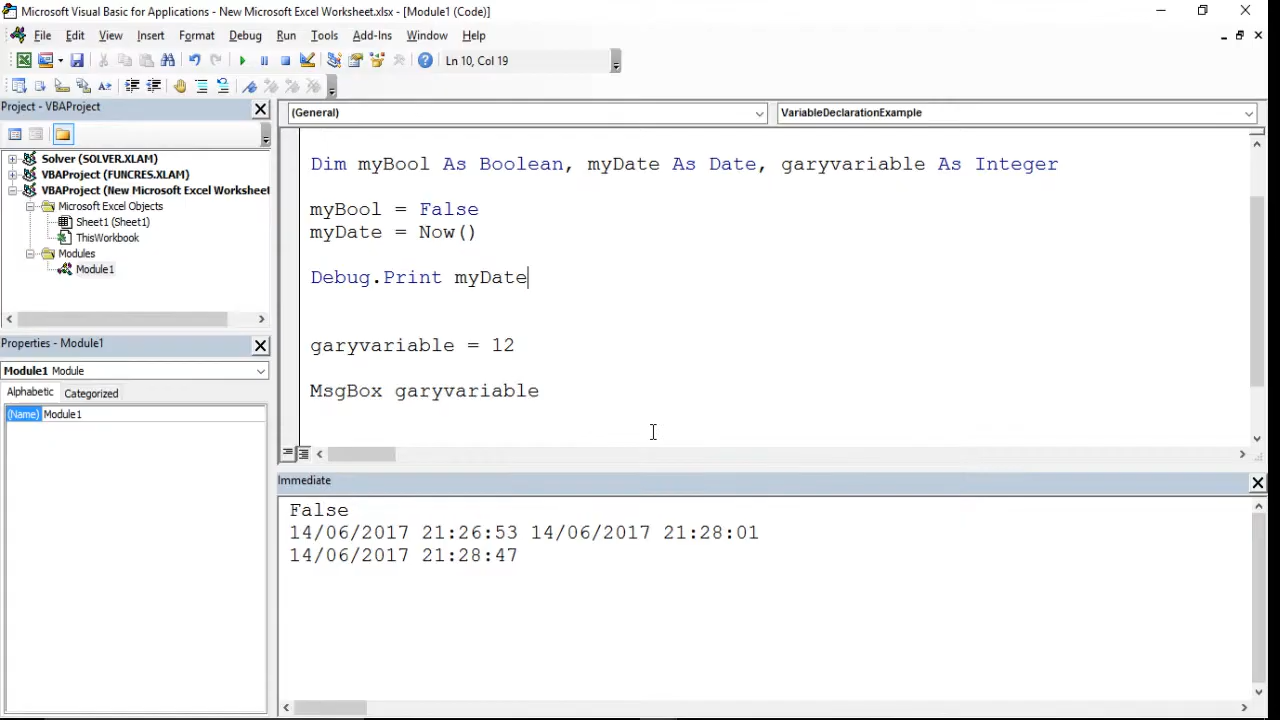 Microsoft Visual Basic for Applications - New Microsoft Excel Worksheet.xlsx - [Module1 (Code)]
File Edit View Insert Format Debug Run Tools Add-Ins Window Help
Ln 10, Col 19
Project - VBAProject
(General) VariableDeclarationExample
Solver (SOLVER.XLAM)
VBAProject (FUNCRES.XLAM)
VBAProject (New Microsoft Excel Worksheet
Microsoft Excel Objects
Sheet1 (Sheet1)
ThisWorkbook
Modules
Module1
Properties - Module1
Module1 Module
Alphabetic Categorized
(Name) Module1
Dim myBool As Boolean, myDate As Date, garyvariable As Integer
myBool = False
myDate = Now()
Debug.Print myDate
garyvariable = 12
MsgBox garyvariable
Immediate
False
14/06/2017 21:26:53 14/06/2017 21:28:01
14/06/2017 21:28:47